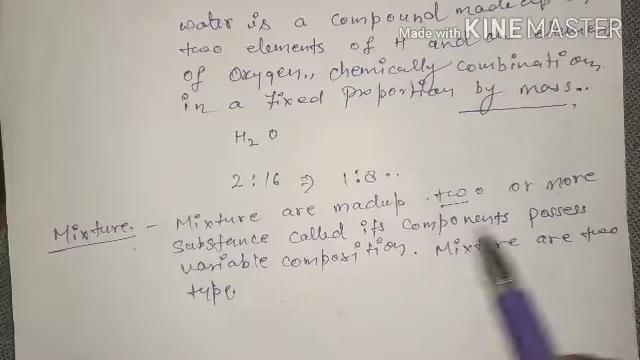 water is a compound made up
Made with KINEMASTER
two elements of H and
of Oxygen,, chemically combination
in a fixed proportion by mass..
H2O
2:16 ⇒ 1:8..
Mixture. - Mixture are madeup two or more
substance called its components possess
variable composition. Mixture are two
type